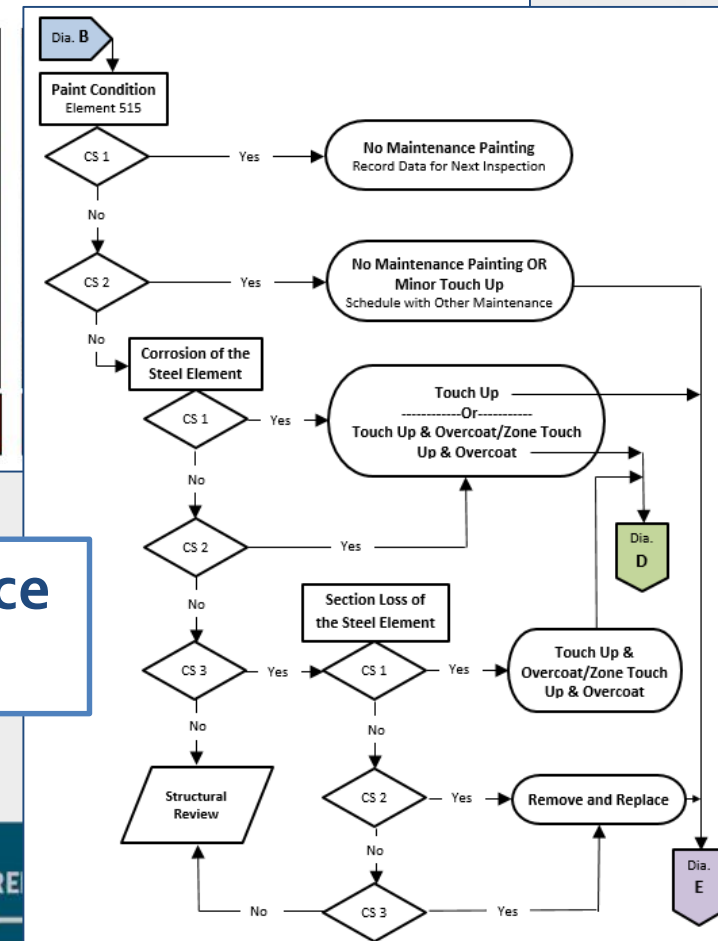 Dia. B
Paint Condition
Element 515
CS 1
Yes
No Maintenance Painting
Record Data for Next Inspection
No
CS 2
Yes
No Maintenance Painting OR
Minor Touch Up
Schedule with Other Maintenance
No
Corrosion of the
Steel Element
CS 1
Yes
Touch Up
-------------Or-----------
Touch Up & Overcoat/Zone Touch
Up & Overcoat
No
CS 2
Yes
Dia.
D
No
Section Loss of
the Steel Element
CS 3
Yes
CS 1
Yes
Touch Up &
Overcoat/Zone Touch
Up & Overcoat
No
No
Structural
Review
CS 2
Yes
Remove and Replace
No
Dia.
E
CS 3
No
Yes
ce
RE